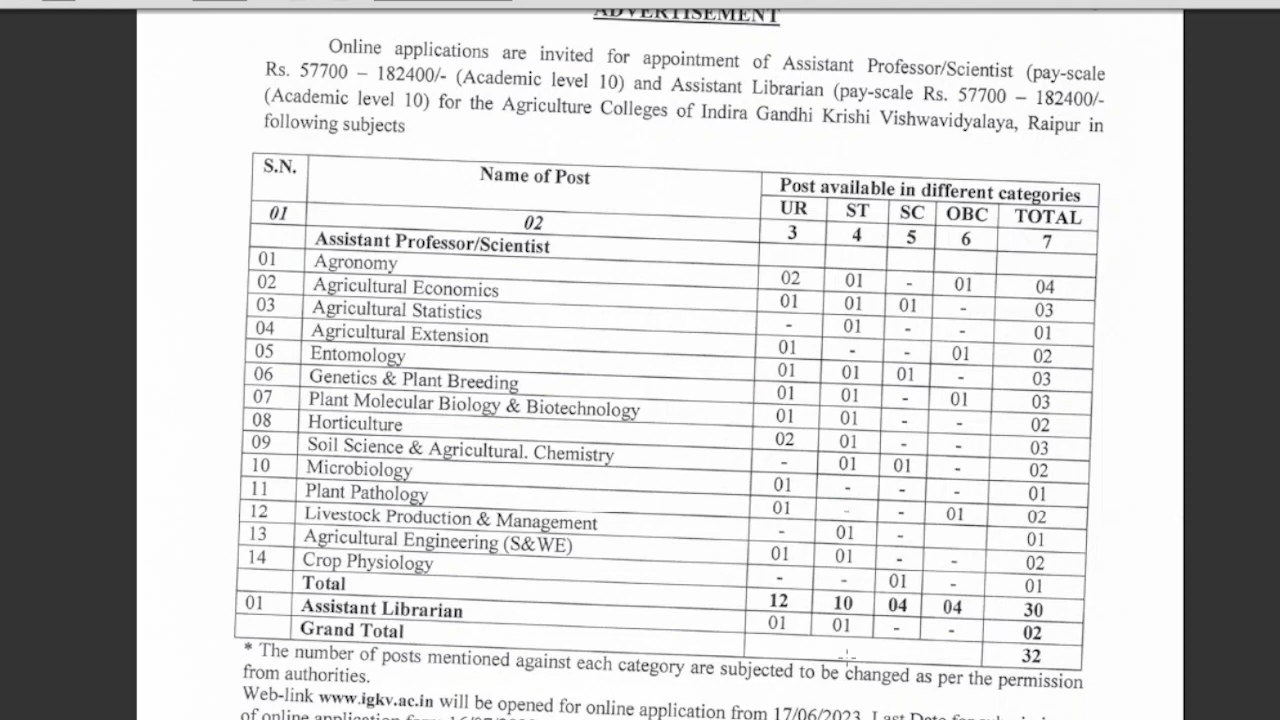 ADVERTISEMENT
Online applications are invited for appointment of Assistant Professor/Scientist (pay-scale
Rs. 57700 – 182400/- (Academic level 10) and Assistant Librarian (pay-scale Rs. 57700 – 182400/-
(Academic level 10) for the Agriculture Colleges of Indira Gandhi Krishi Vishwavidyalaya, Raipur in
following subjects
S.N. Name of Post Post available in different categories
UR ST SC OBC TOTAL
01 02 3 4 5 6 7
Assistant Professor/Scientist
01 Agronomy 02 01 - 01 04
02 Agricultural Economics 01 01 01 - 03
03 Agricultural Statistics - 01 - - 01
04 Agricultural Extension 01 - - 01 02
05 Entomology 01 01 01 - 03
06 Genetics & Plant Breeding 01 01 - 01 03
07 Plant Molecular Biology & Biotechnology 01 01 - - 02
08 Horticulture 02 01 - - 03
09 Soil Science & Agricultural. Chemistry - 01 01 - 02
10 Microbiology 01 - - - 01
11 Plant Pathology 01 - - 01 02
12 Livestock Production & Management - 01 - 01
13 Agricultural Engineering (S&WE) 01 01 - - 02
14 Crop Physiology - - 01 - 01
Total 12 10 04 04 30
01 Assistant Librarian 01 01 - - 02
Grand Total 32
* The number of posts mentioned against each category are subjected to be changed as per the permission
from authorities.
Web-link www.igkv.ac.in will be opened for online application from 17/06/2023. Last Date for
of online application